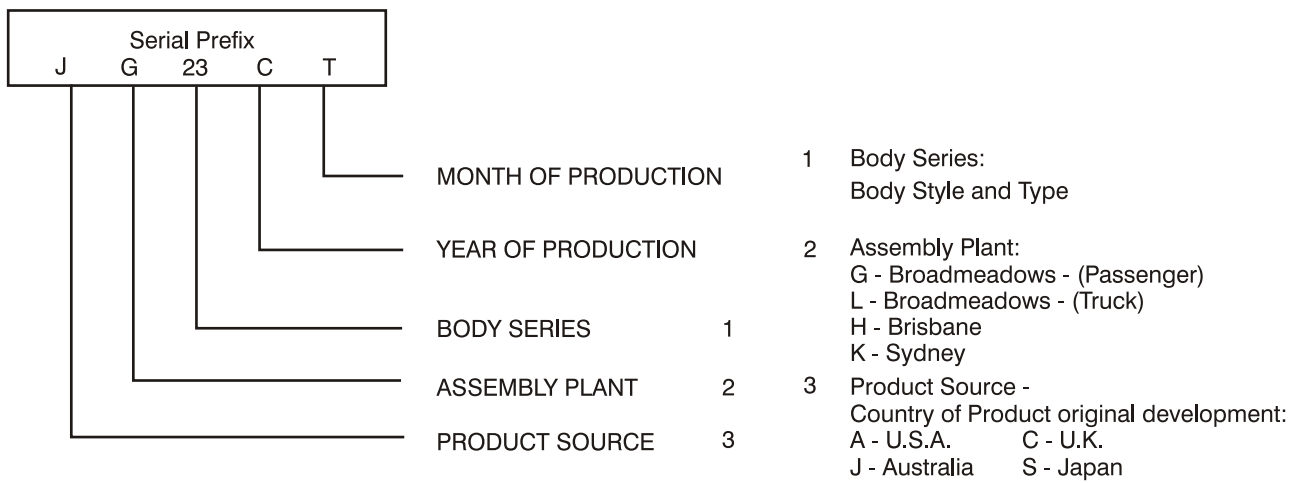 Serial Prefix
J G 23 C T
MONTH OF PRODUCTION
YEAR OF PRODUCTION
BODY SERIES 1
ASSEMBLY PLANT 2
PRODUCT SOURCE 3
1 Body Series:
Body Style and Type
2 Assembly Plant:
G - Broadmeadows - (Passenger)
L - Broadmeadows - (Truck)
H - Brisbane
K - Sydney
3 Product Source -
Country of Product original development:
A - U.S.A. C - U.K.
J - Australia S - Japan